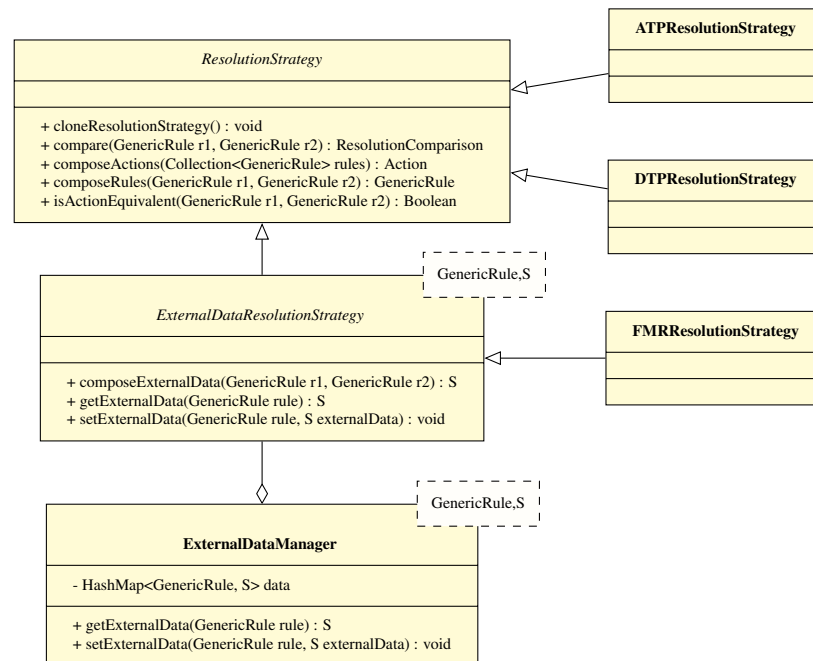 ResolutionStrategy
+ cloneResolutionStrategy() : void
+ compare(GenericRule r1, GenericRule r2) : ResolutionComparison
+ composeActions(Collection<GenericRule> rules) : Action
+ composeRules(GenericRule r1, GenericRule r2) : GenericRule
+ isActionEquivalent(GenericRule r1, GenericRule r2) : Boolean
ATPResolutionStrategy
DTPResolutionStrategy
GenericRule,S
ExternalDataResolutionStrategy
+ composeExternalData(GenericRule r1, GenericRule r2) : S
+ getExternalData(GenericRule rule) : S
+ setExternalData(GenericRule rule, S externalData) : void
FMRResolutionStrategy
GenericRule,S
ExternalDataManager
- HashMap<GenericRule, S> data
+ getExternalData(GenericRule rule) : S
+ setExternalData(GenericRule rule, S externalData) : void